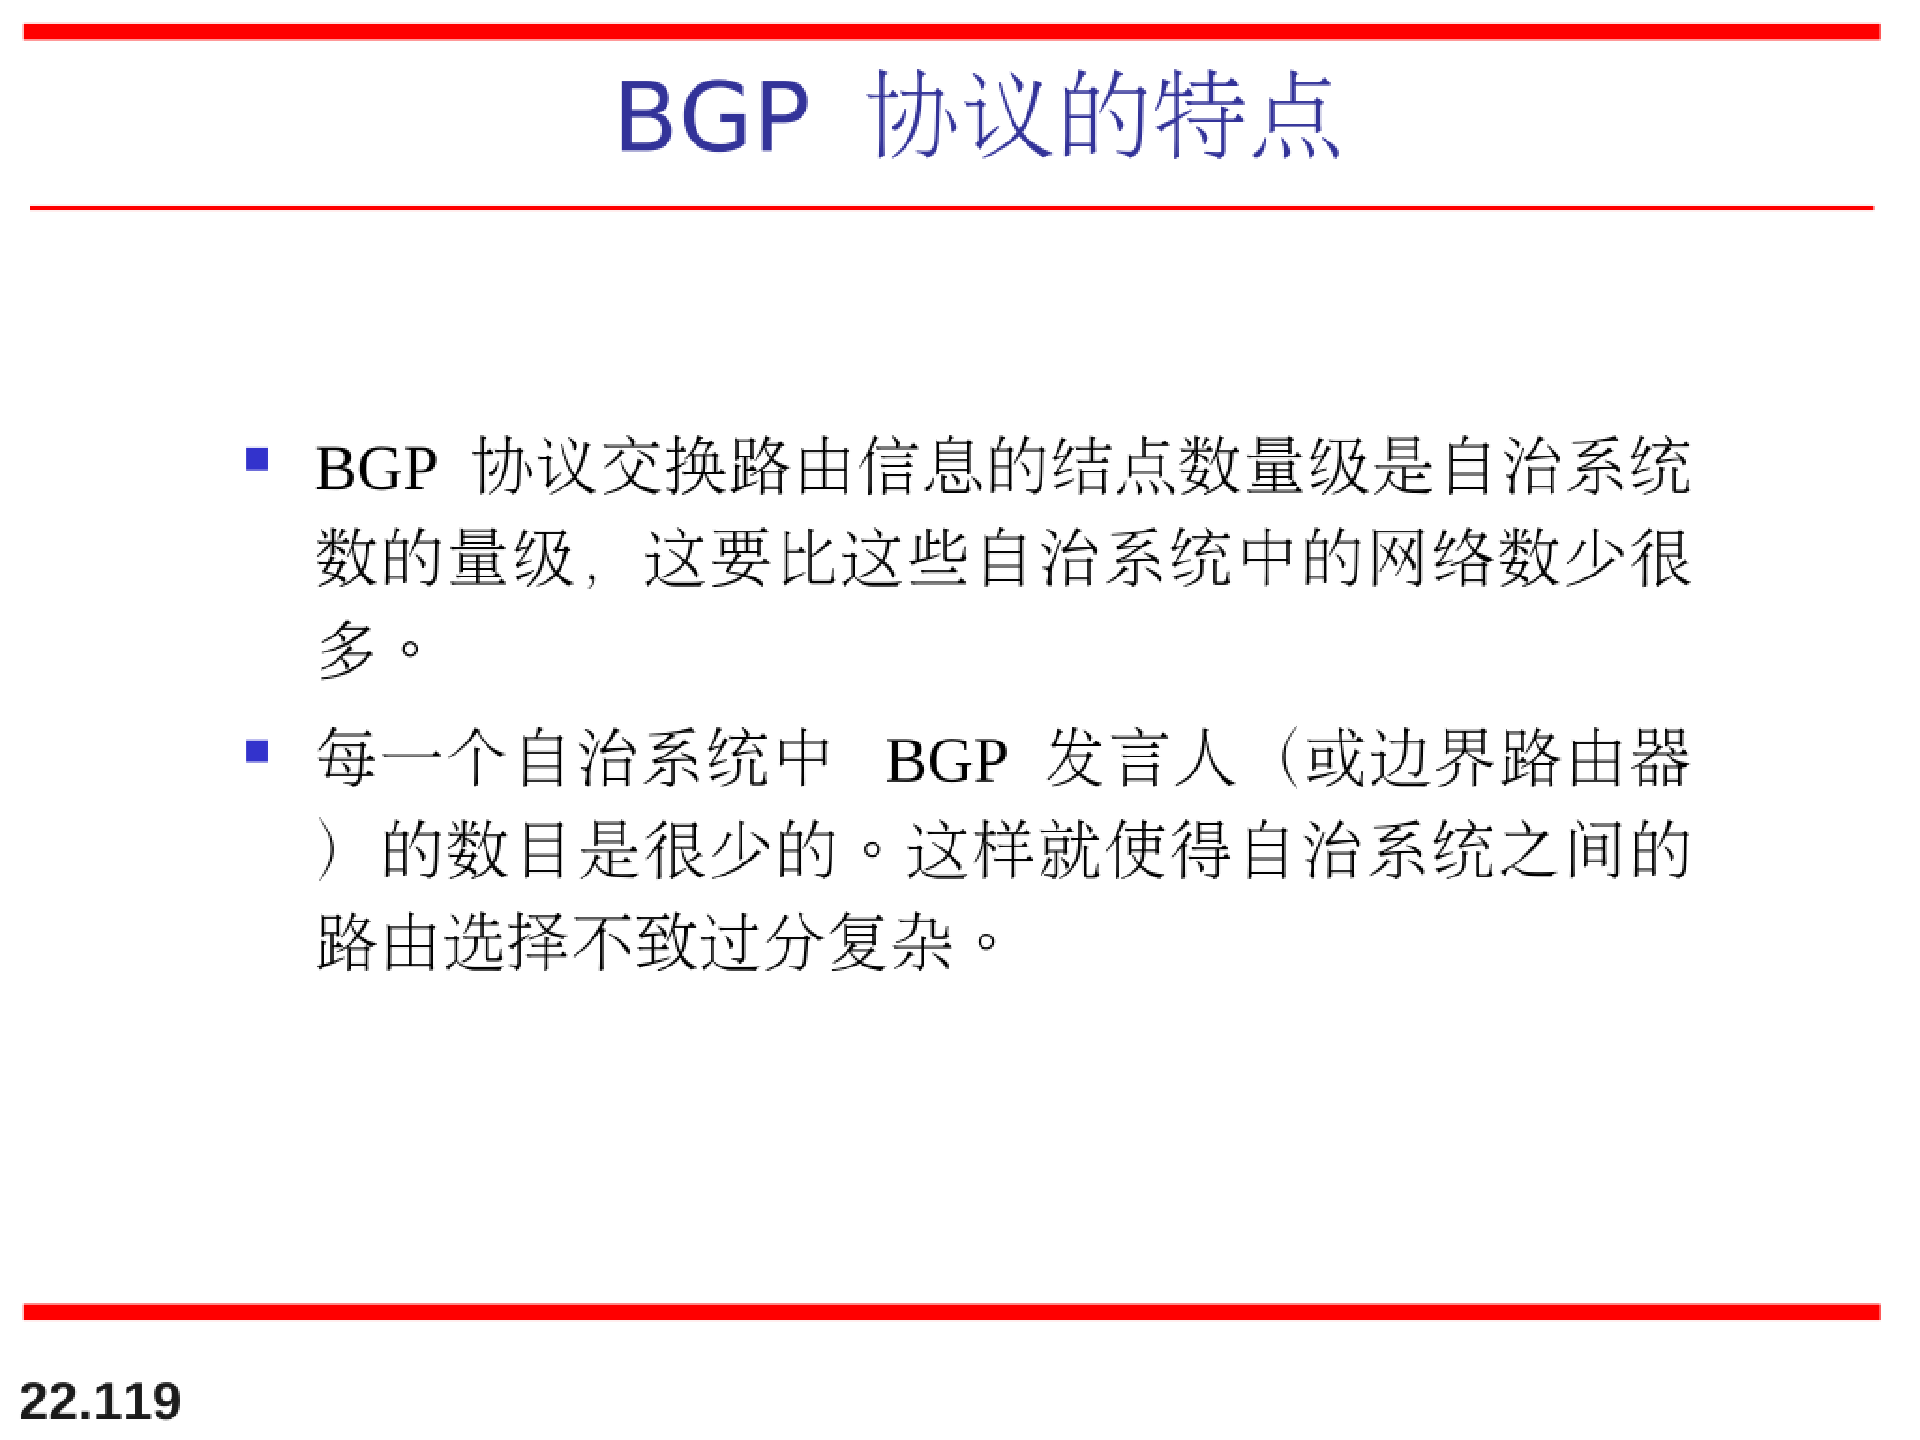 BGP 协议的特点
BGP 协议交换路由信息的结点数量级是自治系统
数的量级，这要比这些自治系统中的网络数少很
多。
每一个自治系统中 BGP 发言人（或边界路由器
）的数目是很少的。这样就使得自治系统之间的
路由选择不致过分复杂。
22.119